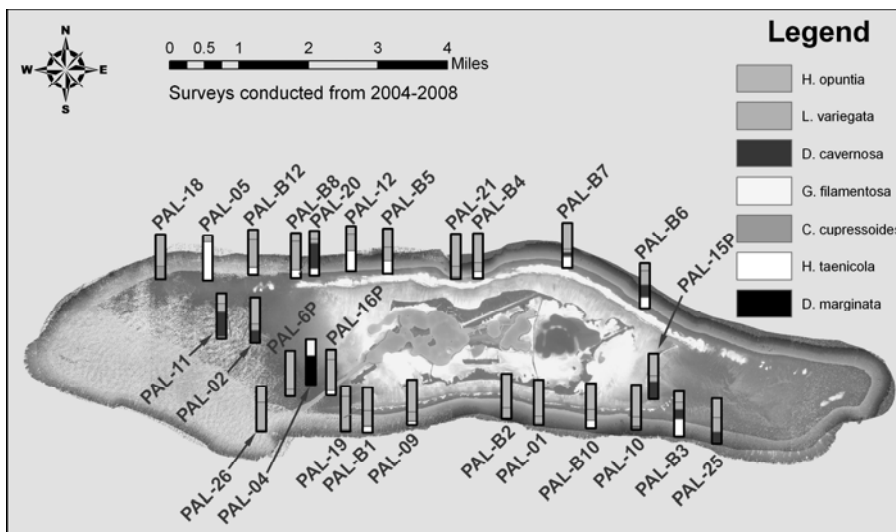 N
W E
S
0 0.5 1 2 3 4
Miles
Surveys conducted from 2004-2008
Legend
H. opuntia
L. variegata
D. cavernosa
G. filamentosa
C. cupressoides
H. taenicola
D. marginata
PAL-18
PAL-05
PAL-B12
PAL-B8
PAL-20
PAL-12
PAL-B5
PAL-21
PAL-B4
PAL-B7
PAL-B6
PAL-15P
PAL-11
PAL-02
PAL-6P
PAL-16P
PAL-26
PAL-04
PAL-19
PAL-B1
PAL-09
PAL-B2
PAL-01
PAL-B10
PAL-10
PAL-B3
PAL-25